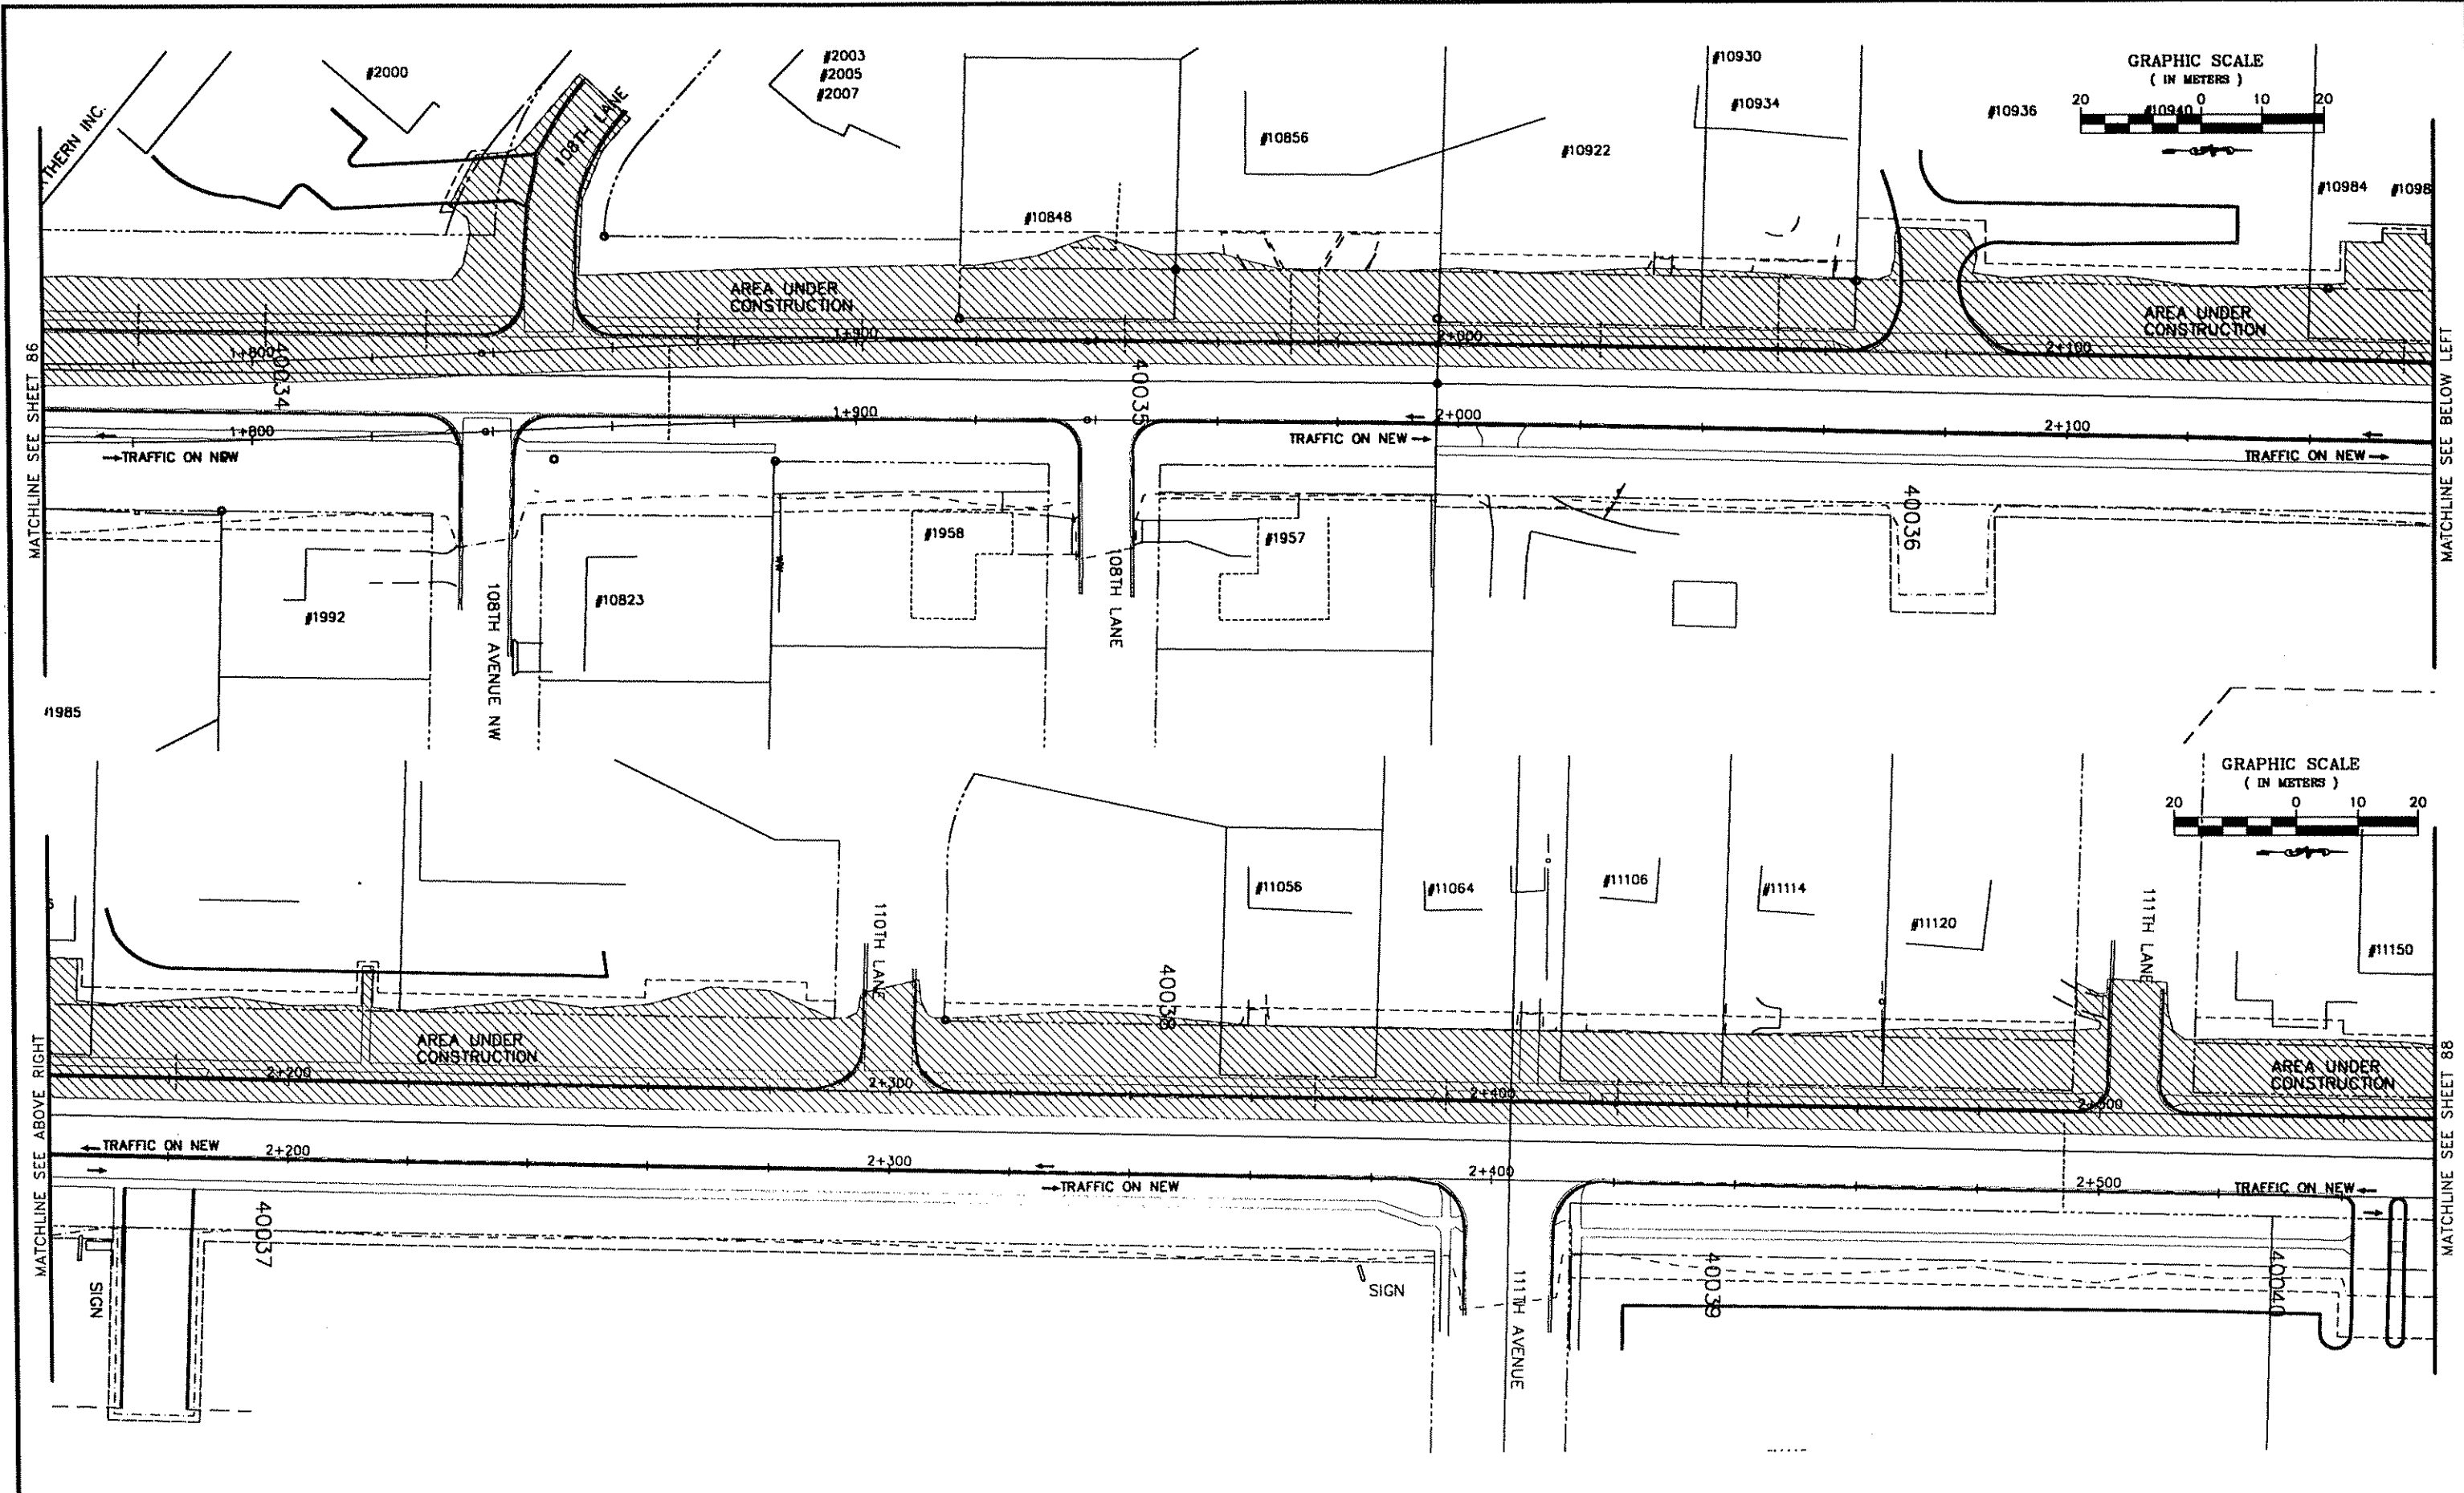 THERN INC.
#2000
108TH LANE
#2003
#2005
#2007
#10848
#10856
#10922
#10930
#10934
#10936
GRAPHIC SCALE
( IN METERS )
20 0 10 20
#10940
#10984
#1098
AREA UNDER
CONSTRUCTION
AREA UNDER
CONSTRUCTION
1+800
1+900
2+000
2+100
40034
40035
1+800
1+900
2+000
2+100
TRAFFIC ON NEW
TRAFFIC ON NEW
TRAFFIC ON NEW
MATCHLINE SEE SHEET 86
MATCHLINE SEE BELOW LEFT
40036
#1992
108TH AVENUE NW
#10823
WW
#1958
108TH LANE
#1957
#1985
GRAPHIC SCALE
( IN METERS )
20 0 10 20
S
110TH LANE
40038
#11056
#11064
#11106
#11114
#11120
111TH LANE
#11150
AREA UNDER
CONSTRUCTION
AREA UNDER
CONSTRUCTION
2+200
2+300
2+400
2+500
TRAFFIC ON NEW
2+200
2+300
2+400
2+500
TRAFFIC ON NEW
TRAFFIC ON NEW
MATCHLINE SEE ABOVE RIGHT
MATCHLINE SEE SHEET 88
SIGN
40037
SIGN
111TH AVENUE
40039
40040